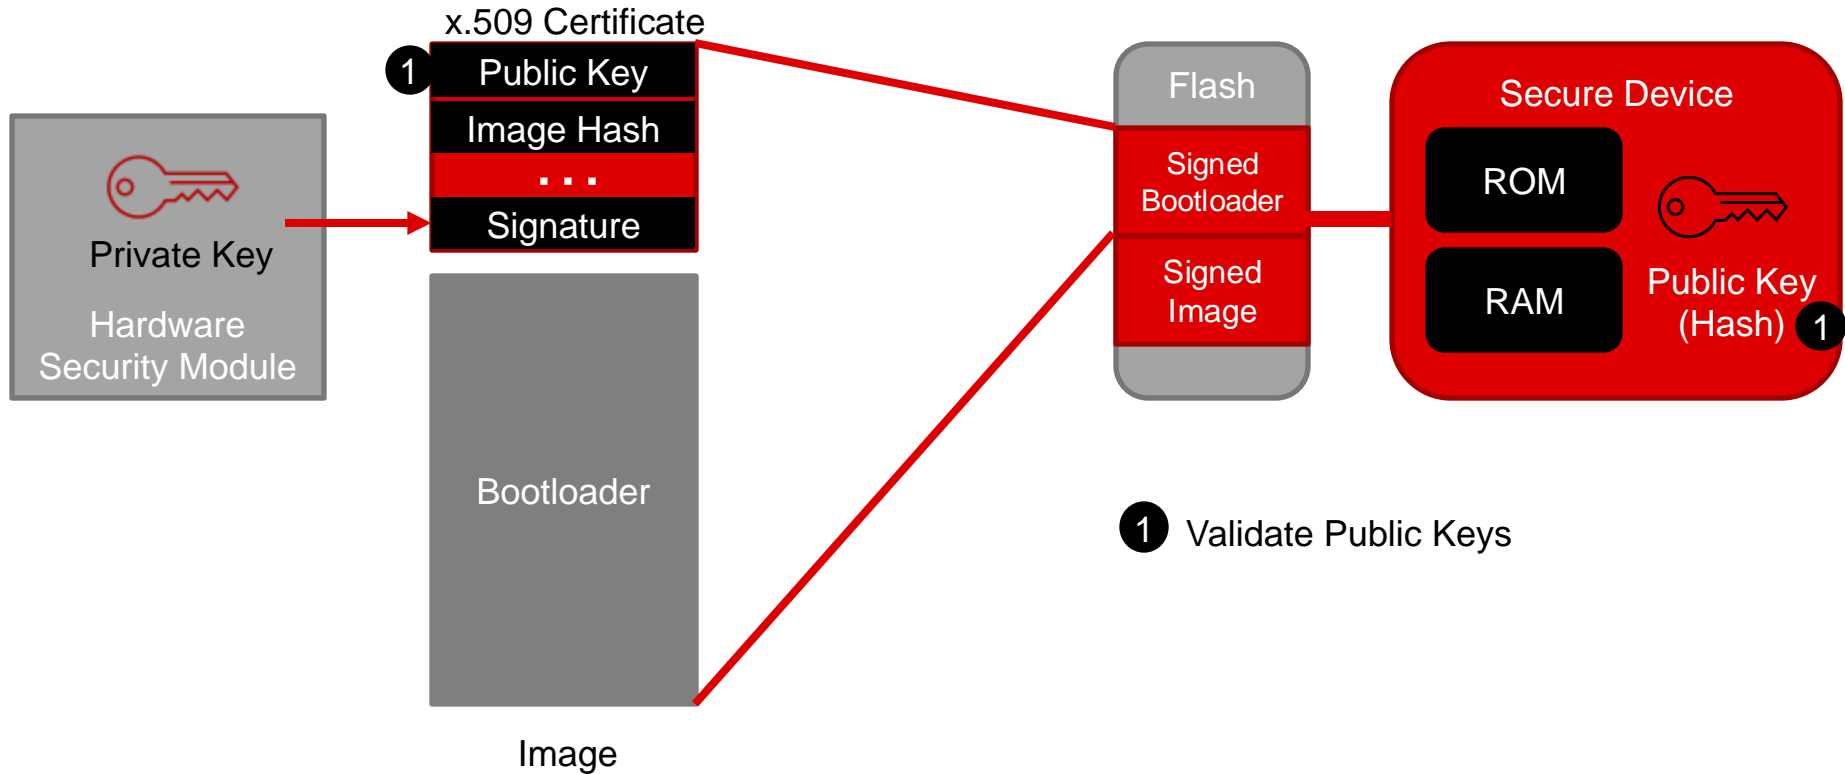 x.509 Certificate
1
Public Key
Image Hash
...
Signature
Private Key
Hardware
Security Module
Bootloader
Image
Flash
Signed
Bootloader
Signed
Image
Secure Device
ROM
RAM
Public Key
(Hash)
1
1 Validate Public Keys